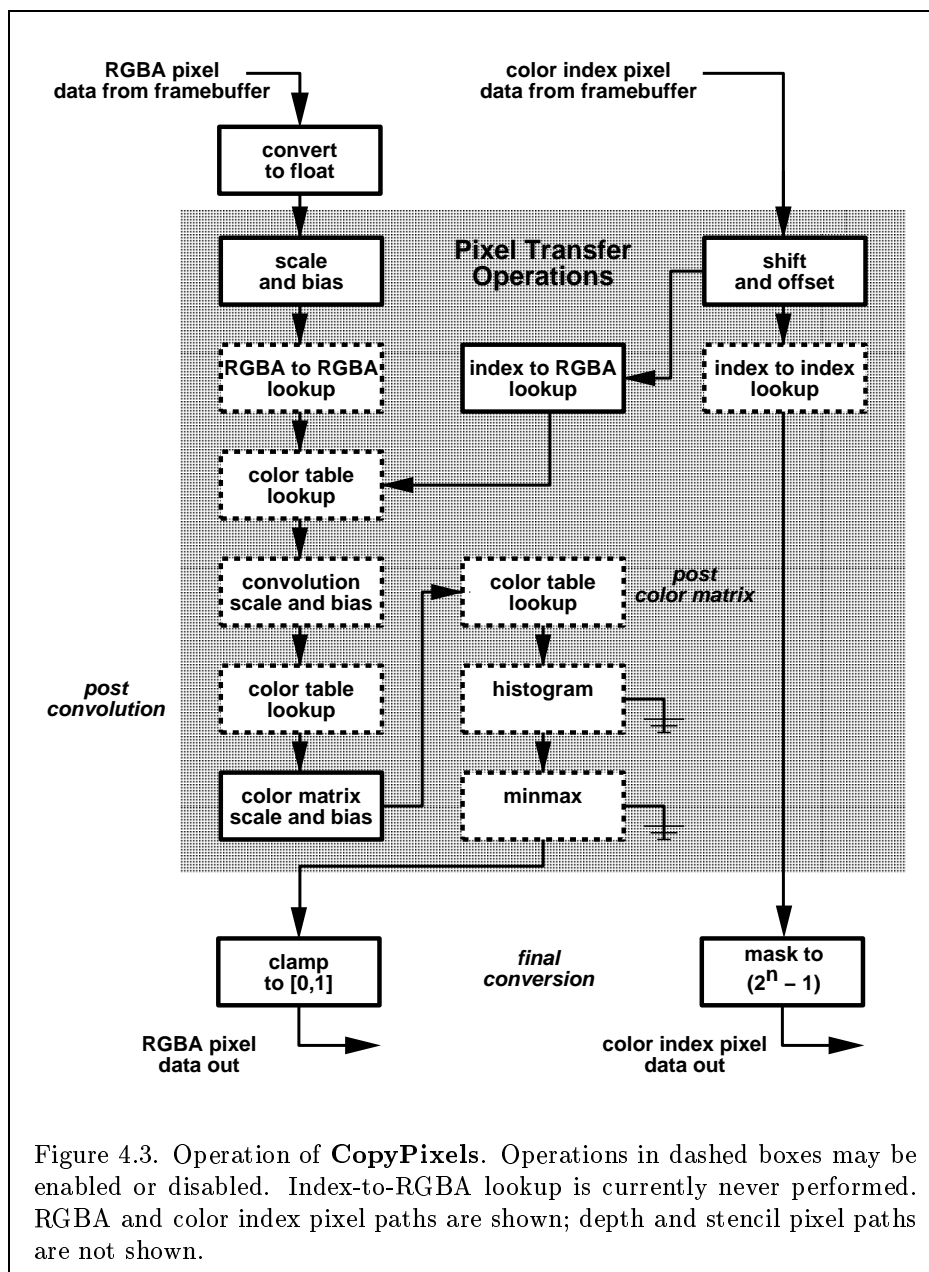 RGBA pixel
data from framebuffer
color index pixel
data from framebuffer
convert
to float
Pixel Transfer
Operations
scale
and bias
shift
and offset
RGBA to RGBA
lookup
index to RGBA
lookup
index to index
lookup
color table
lookup
convolution
scale and bias
color table
lookup
post
color matrix
post
convolution
color table
lookup
histogram
color matrix
scale and bias
minmax
clamp
to [0,1]
final
conversion
mask to
(2^n − 1)
RGBA pixel
data out
color index pixel
data out
Figure 4.3. Operation of CopyPixels. Operations in dashed boxes may be
enabled or disabled. Index-to-RGBA lookup is currently never performed.
RGBA and color index pixel paths are shown; depth and stencil pixel paths
are not shown.